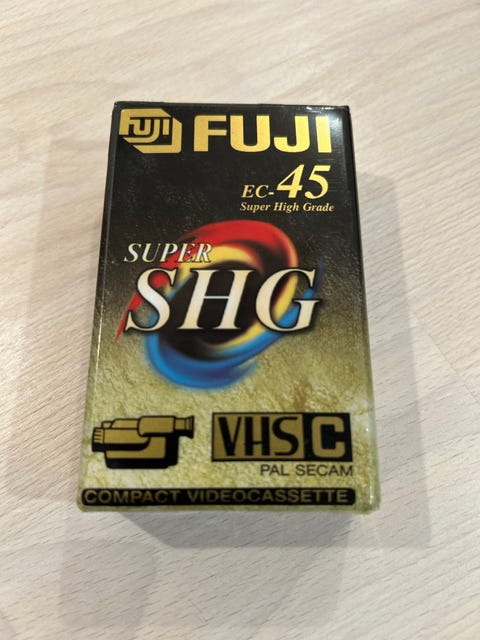 FUJI FUJI
EC-45
Super High Grade
SUPER
SHG
VHS C
PAL SECAM
COMPACT VIDEOCASSETTE